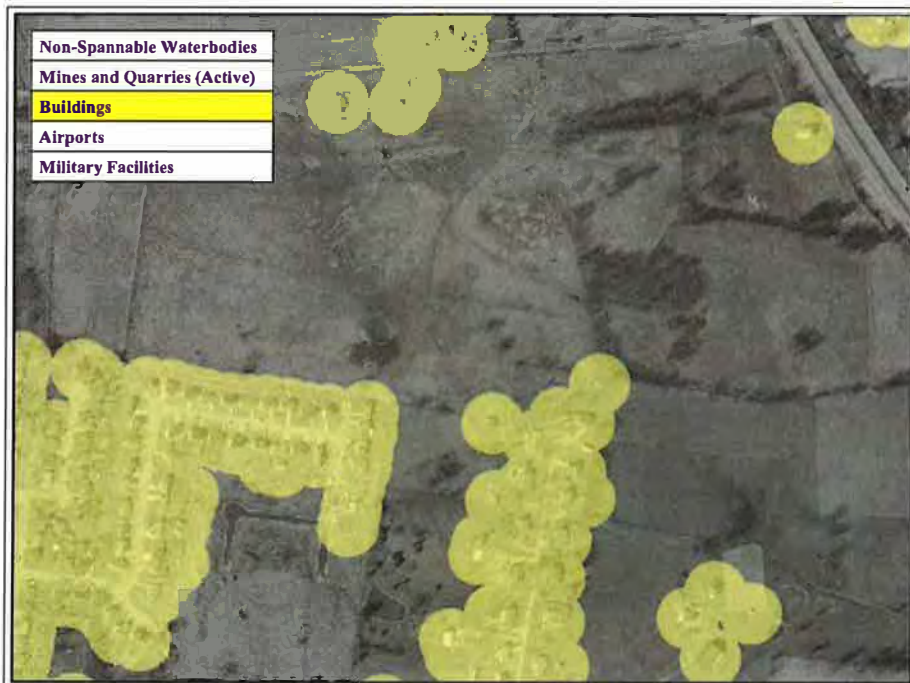 Non-Spannable Waterbodies
Mines and Quarries (Active)
Buildings
Airports
Military Facilities